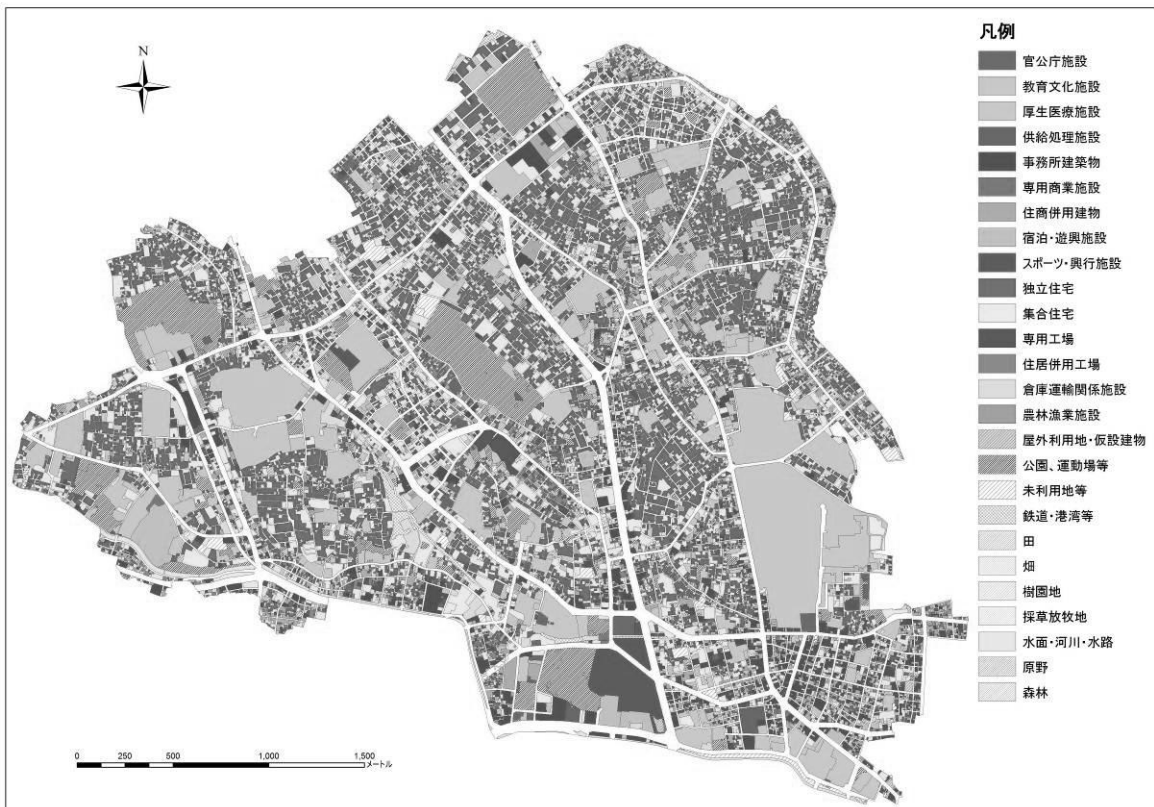 N
凡例
官公庁施設
教育文化施設
厚生医療施設
供給処理施設
事務所建築物
専用商業施設
住商併用建物
宿泊・遊興施設
スポーツ・興行施設
独立住宅
集合住宅
専用工場
住居併用工場
倉庫運輸関係施設
農林漁業施設
屋外利用地・仮設建物
公園、運動場等
未利用地等
鉄道・港湾等
田
畑
樹園地
採草放牧地
水面・河川・水路
原野
森林
0 250 500 1,000 1,500
メートル